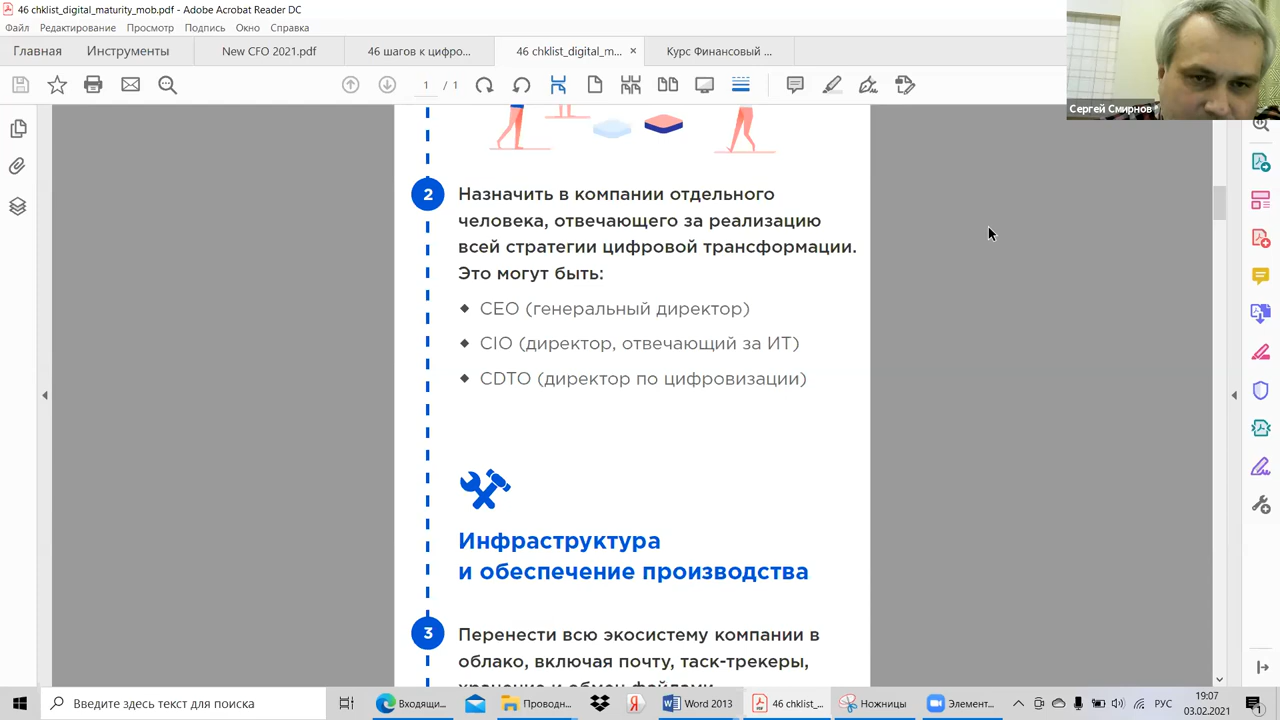 46 chklist_digital_maturity_mob.pdf - Adobe Acrobat Reader DC
Файл Редактирование Просмотр Подпись Окно Справка
Главная Инструменты New CFO 2021.pdf 46 шагов к цифро... 46 chklist_digital_m... × Курс Финансовый ...
1 / 1
Сергей Смирнов
2 Назначить в компании отдельного
человека, отвечающего за реализацию
всей стратегии цифровой трансформации.
Это могут быть:
CEO (генеральный директор)
CIO (директор, отвечающий за ИТ)
CDTO (директор по цифровизации)
Инфраструктура
и обеспечение производства
3 Перенести всю экосистему компании в
облако, включая почту, таск-трекеры,
хранение и обмен файлами
Введите здесь текст для поиска Входящи... Проводн... Я Word 2013 46 chklist_... Ножницы Элемент... РУС 19:07
03.02.2021 1